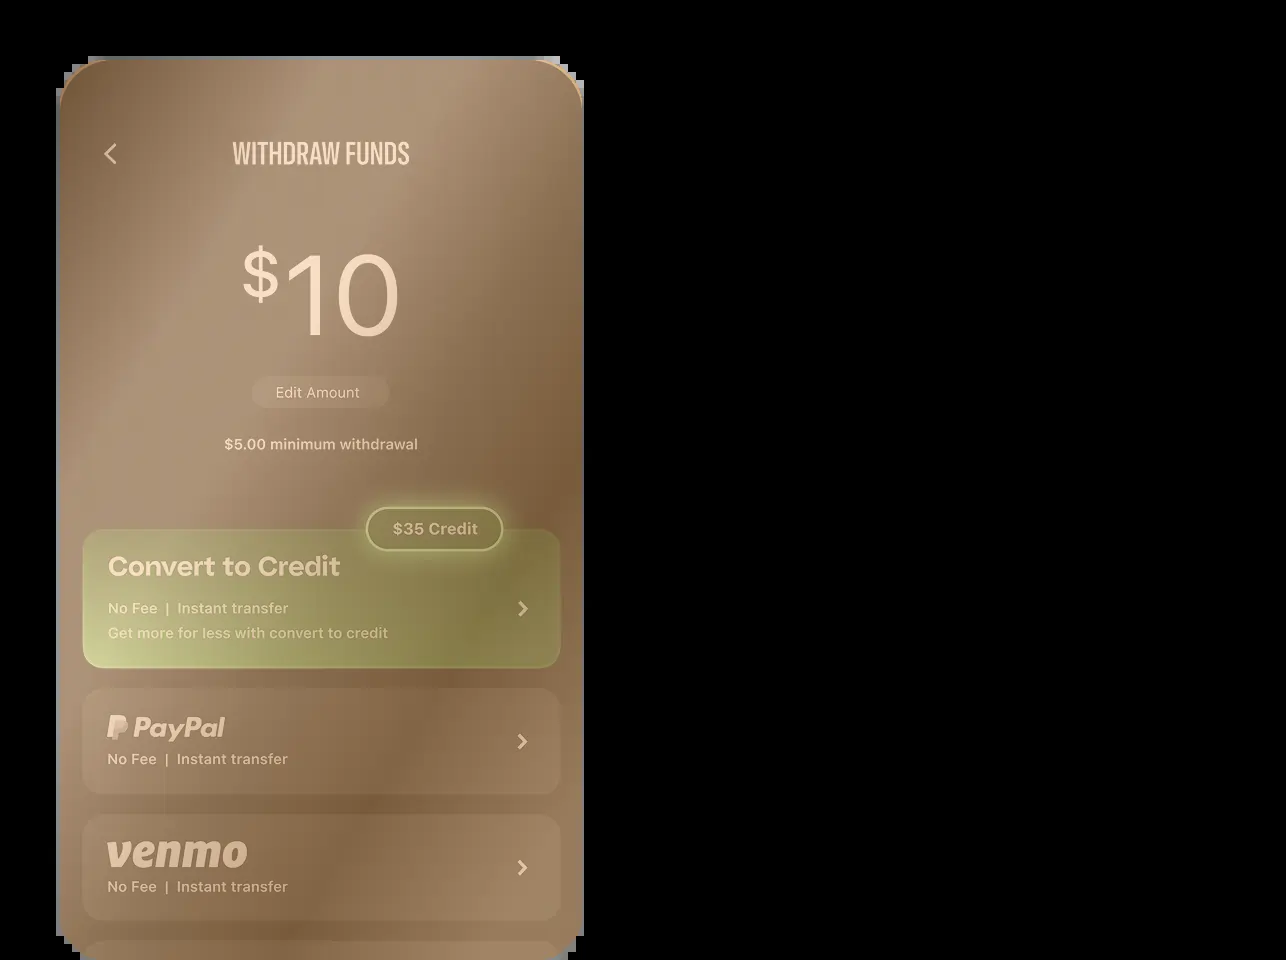 WITHDRAW FUNDS
$10
Edit Amount
$5.00 minimum withdrawal
$35 Credit
Convert to Credit
No Fee | Instant transfer
Get more for less with convert to credit
PayPal
No Fee | Instant transfer
venmo
No Fee | Instant transfer